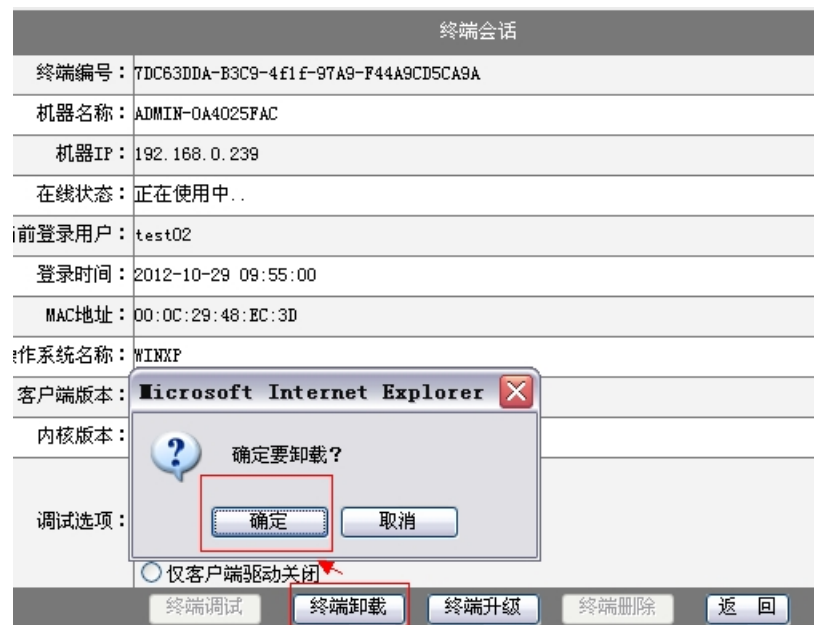 终端会话
终端编号：7DC63DDA-B3C9-4f1f-97A9-F44A9CD5CA9A
机器名称：ADMIN-0A4025FAC
机器IP：192.168.0.239
在线状态：正在使用中..
前登录用户：test02
登录时间：2012-10-29 09:55:00
MAC地址：00:0C:29:48:EC:3D
作系统名称：WINXP
客户端版本：
Microsoft Internet Explorer
内核版本：
确定要卸载？
调试选项：
确定 取消
仅客户端驱动关闭
终端调试 终端卸载 终端升级 终端删除 返 回